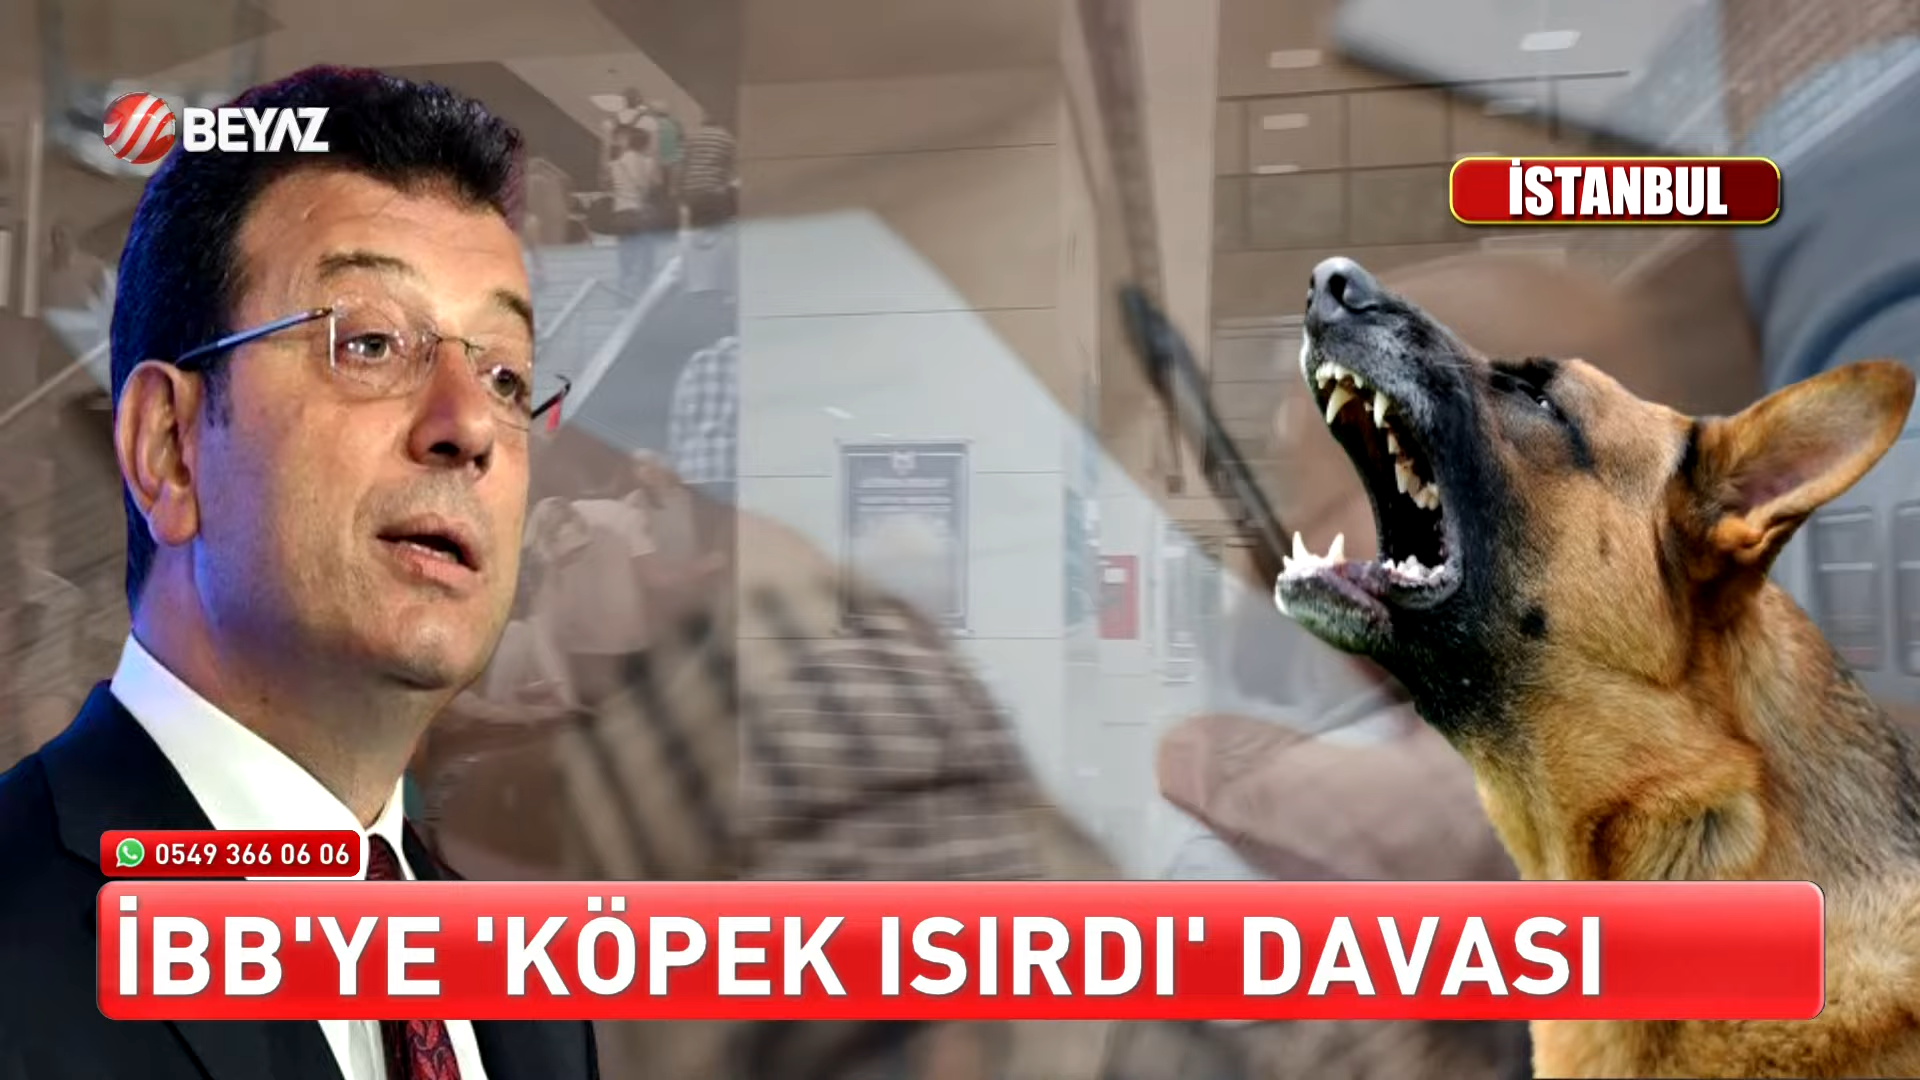 BEYAZ
İSTANBUL
0549 366 06 06
İBB'YE 'KÖPEK ISIRDI' DAVASI